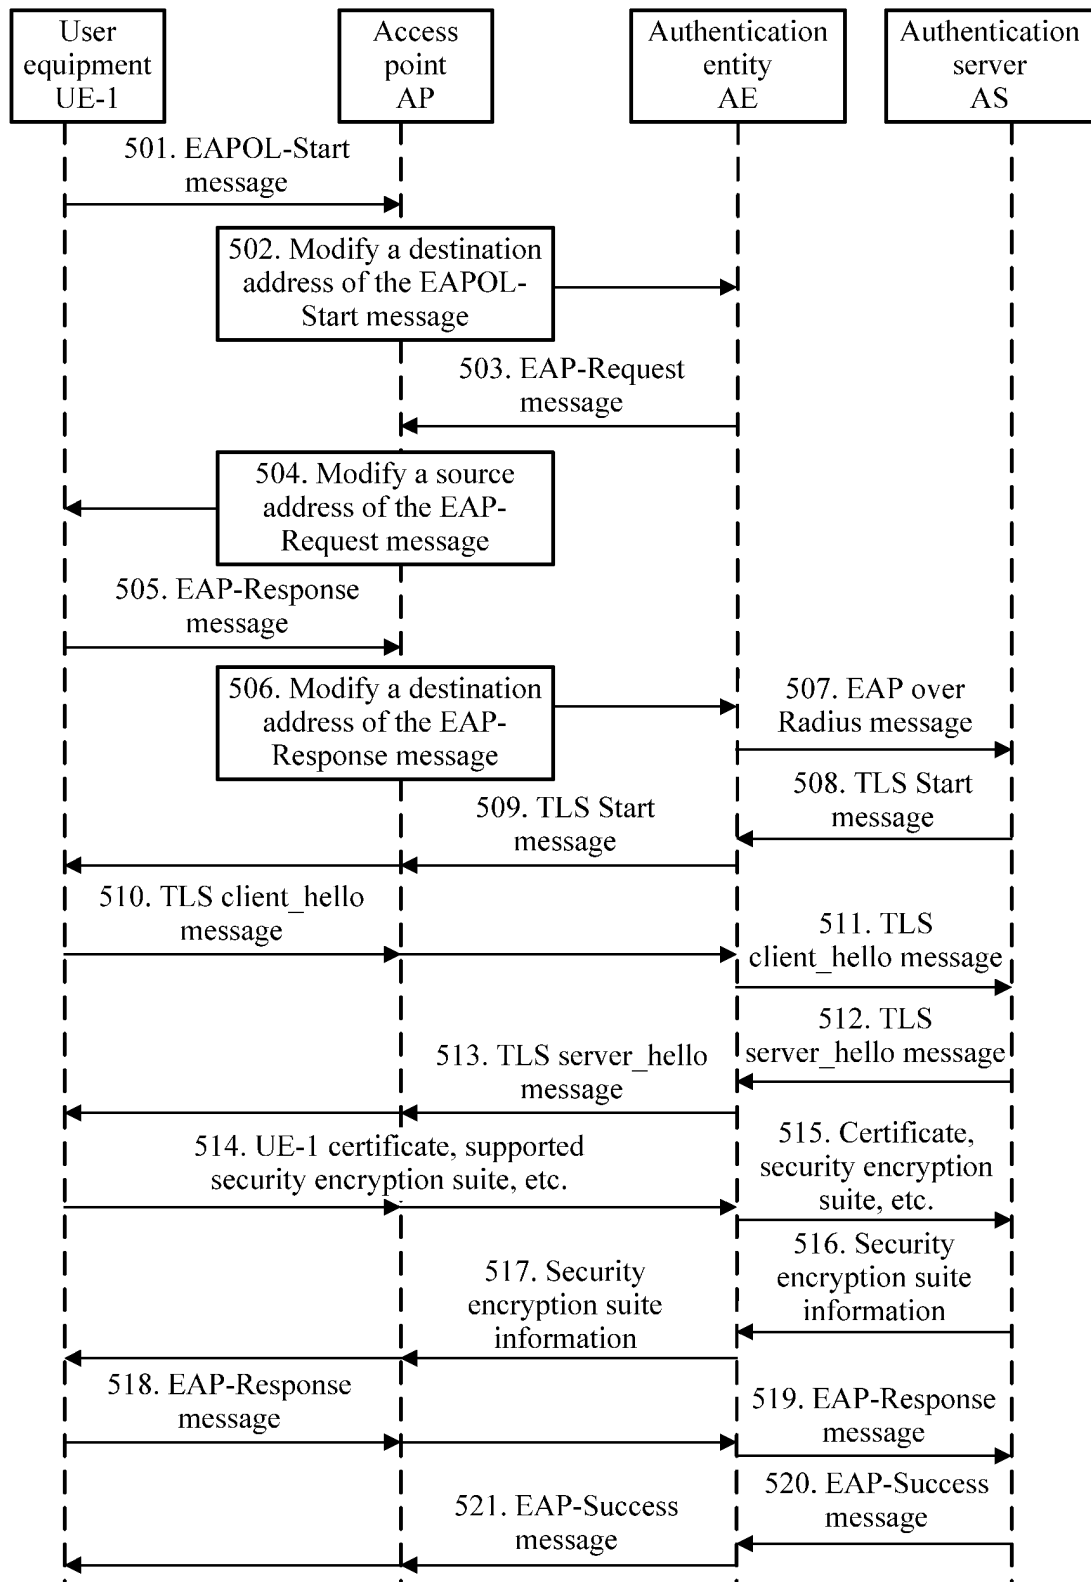 User
equipment
UE-1
Access
point
AP
Authentication
entity
AE
Authentication
server
AS
501. EAPOL-Start
message
502. Modify a destination
address of the EAPOL-
Start message
503. EAP-Request
message
504. Modify a source
address of the EAP-
Request message
505. EAP-Response
message
506. Modify a destination
address of the EAP-
Response message
507. EAP over
Radius message
508. TLS Start
message
509. TLS Start
message
510. TLS client_hello
message
511. TLS
client_hello message
512. TLS
server_hello message
513. TLS server_hello
message
514. UE-1 certificate, supported
security encryption suite, etc.
515. Certificate,
security encryption
suite, etc.
516. Security
encryption suite
information
517. Security
encryption suite
information
518. EAP-Response
message
519. EAP-Response
message
520. EAP-Success
message
521. EAP-Success
message